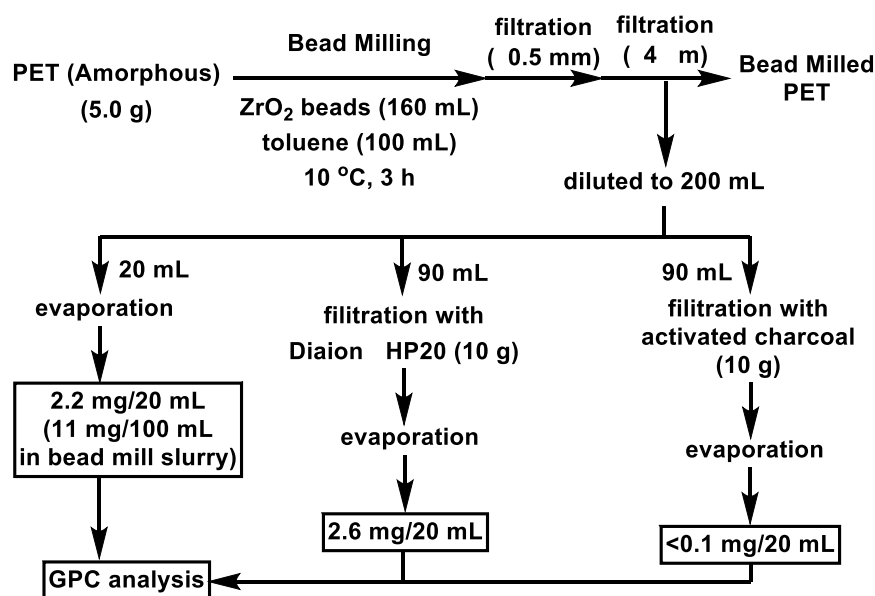 PET (Amorphous)
(5.0 g)
Bead Milling
ZrO₂ beads (160 mL)
toluene (100 mL)
10 ºC, 3 h
filtration
( 0.5 mm)
filtration
( 4 m)
Bead Milled
PET
diluted to 200 mL
20 mL
evaporation
2.2 mg/20 mL
(11 mg/100 mL
in bead mill slurry)
GPC analysis
90 mL
filitration with
Diaion HP20 (10 g)
evaporation
2.6 mg/20 mL
90 mL
filitration with
activated charcoal
(10 g)
evaporation
<0.1 mg/20 mL